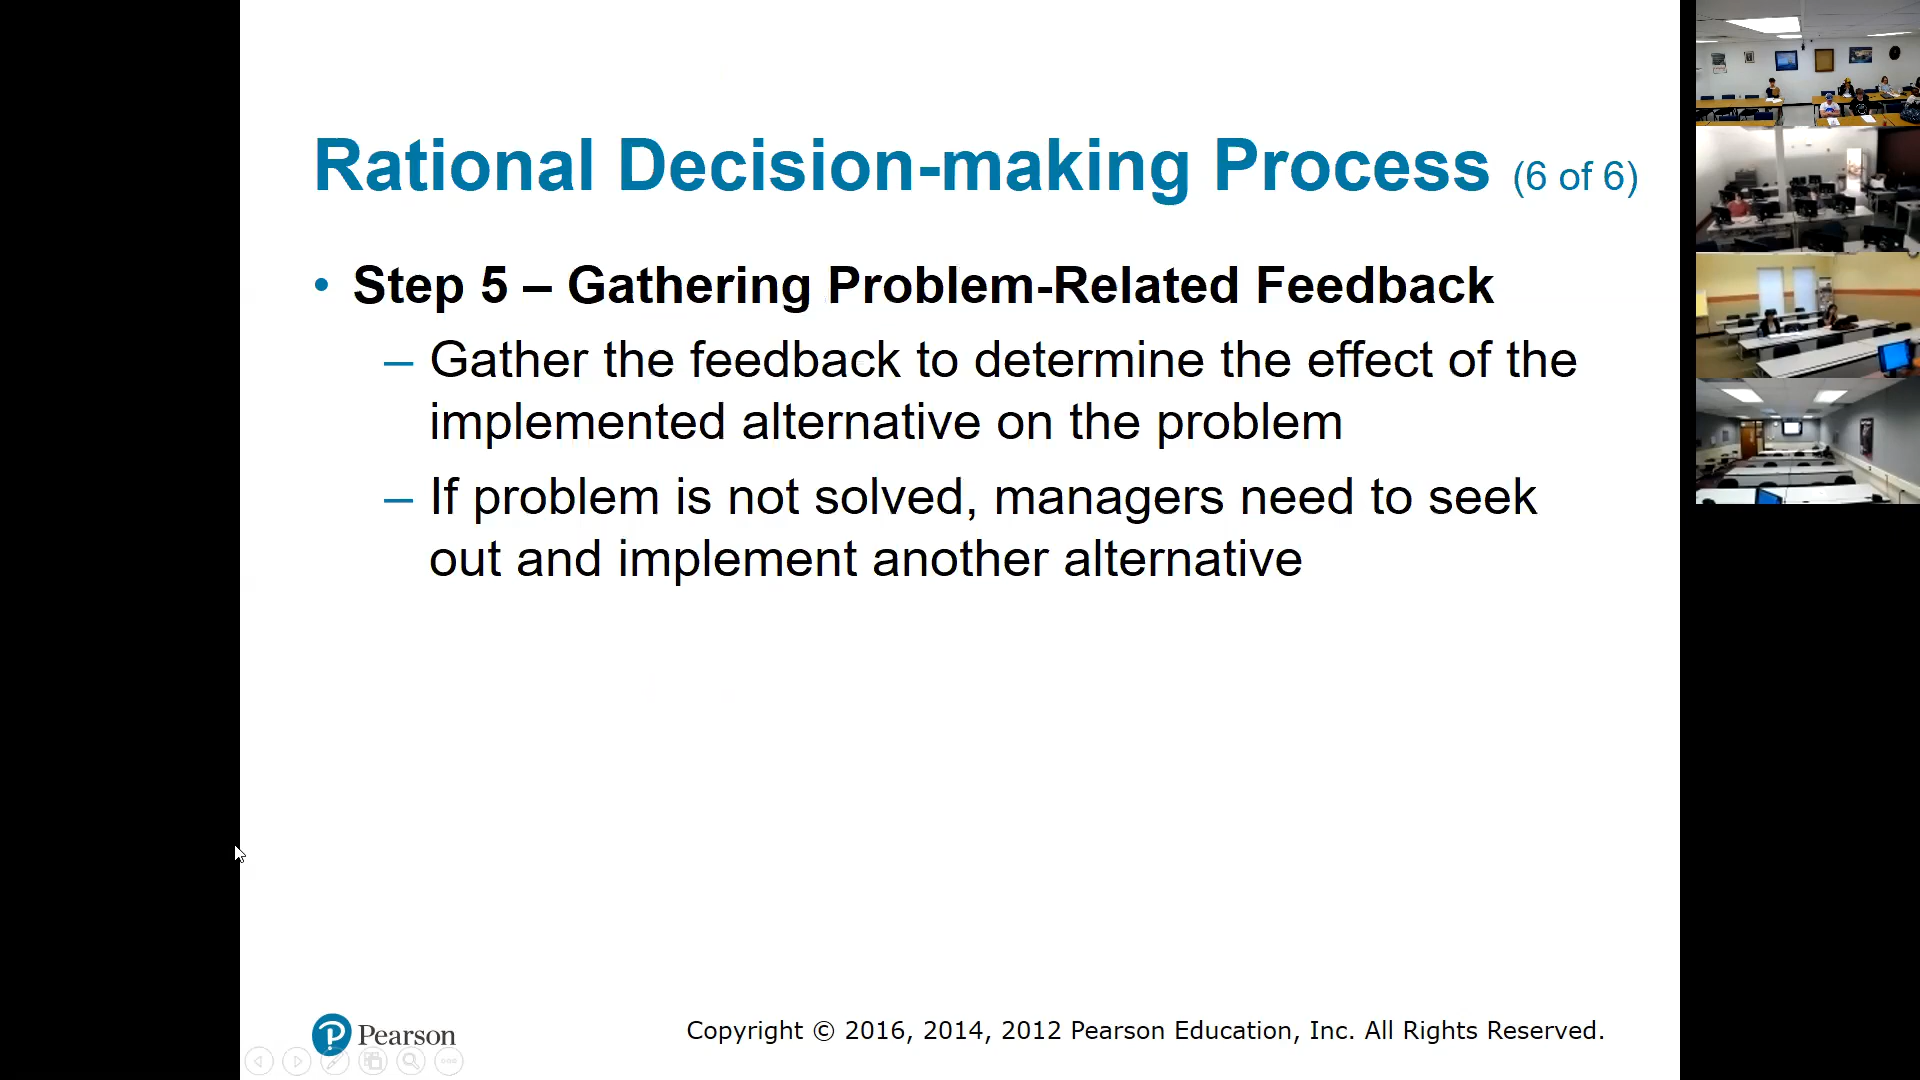 Rational Decision-making Process (6 of 6)
• Step 5 – Gathering Problem-Related Feedback
– Gather the feedback to determine the effect of the
implemented alternative on the problem
– If problem is not solved, managers need to seek
out and implement another alternative
Pearson
Copyright © 2016, 2014, 2012 Pearson Education, Inc. All Rights Reserved.